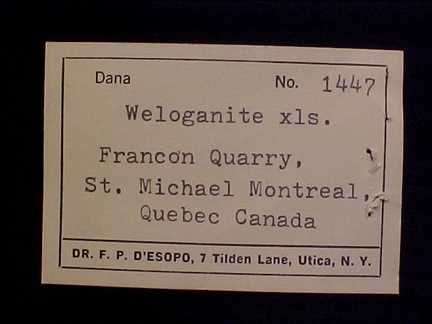 Dana No. 1447
Weloganite xls.
Francon Quarry,
St. Michael Montreal,
Quebec Canada
DR. F. P. D'ESOPO, 7 Tilden Lane, Utica, N. Y.